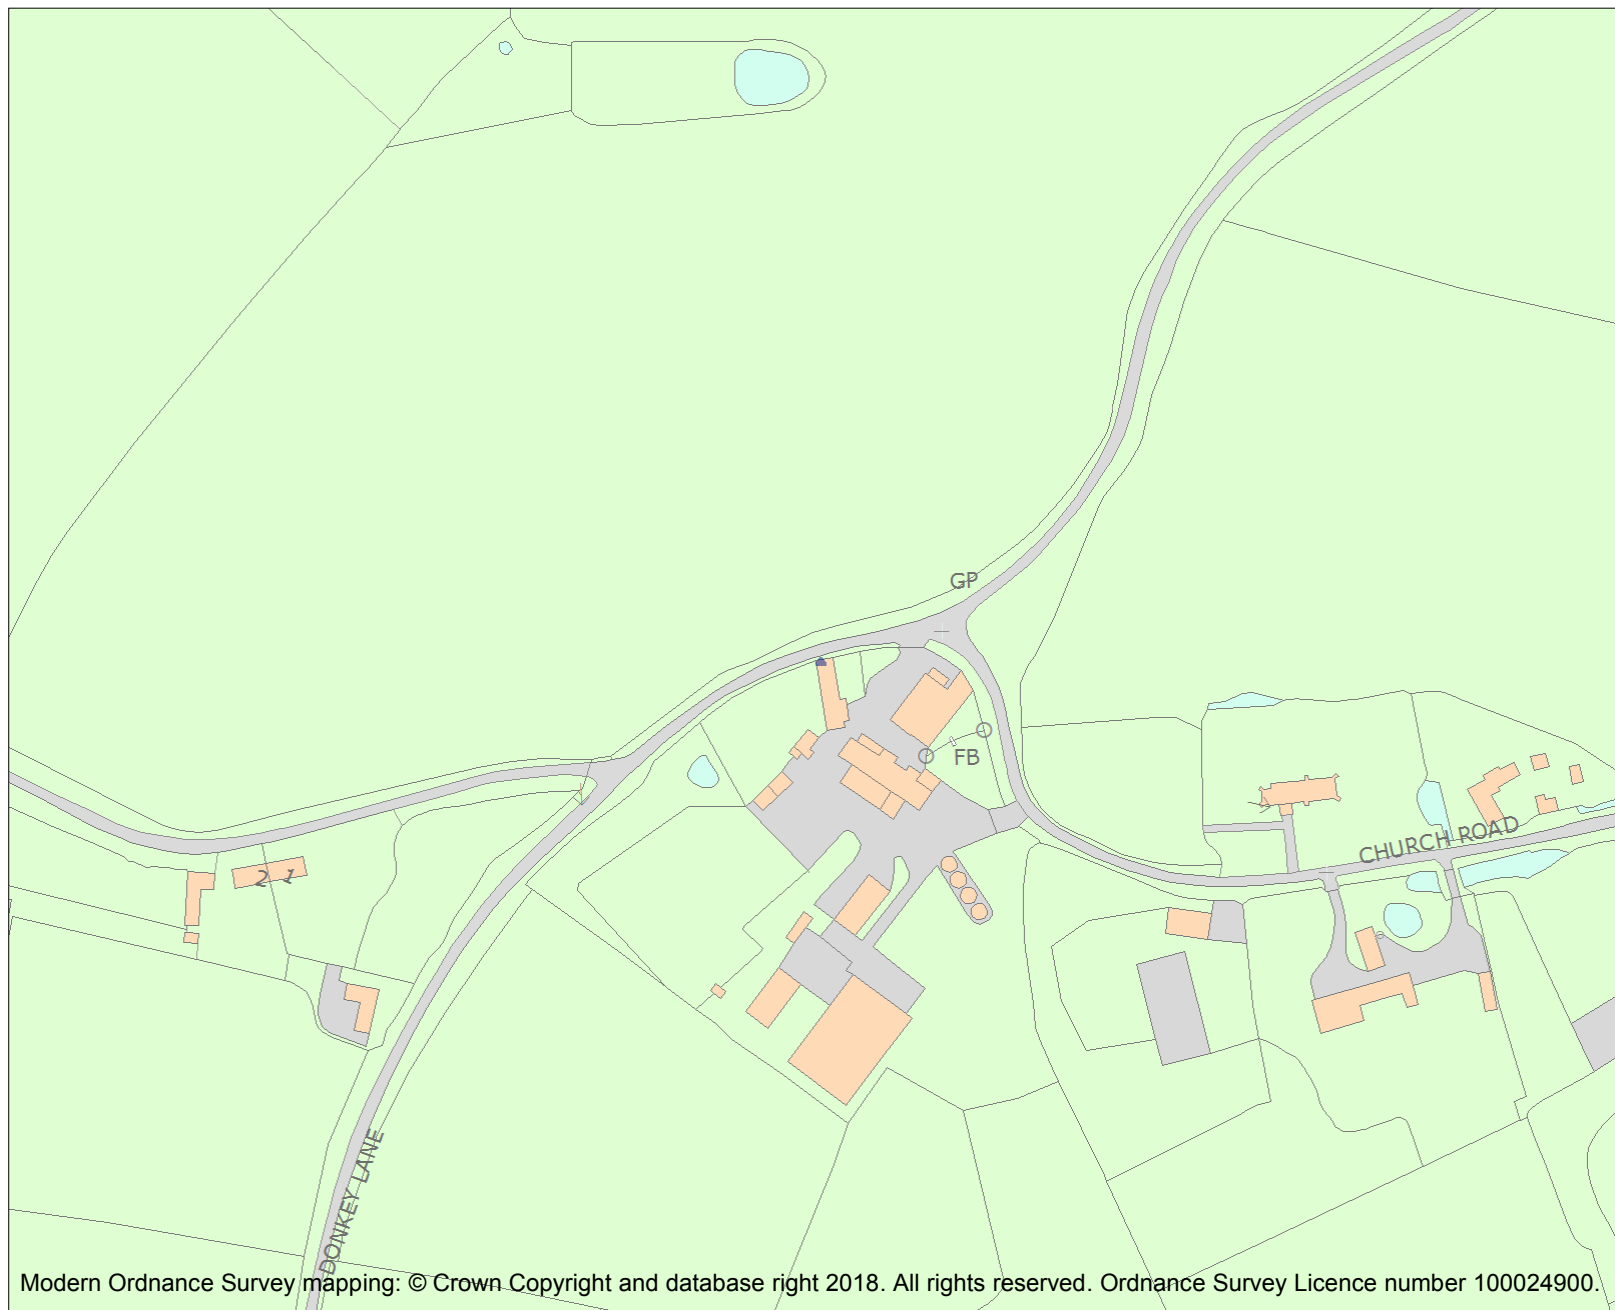 GP
FB
CHURCH ROAD
2 1
DONKEY LANE
Modern Ordnance Survey mapping: © Crown Copyright and database right 2018. All rights reserved. Ordnance Survey Licence number 100024900.